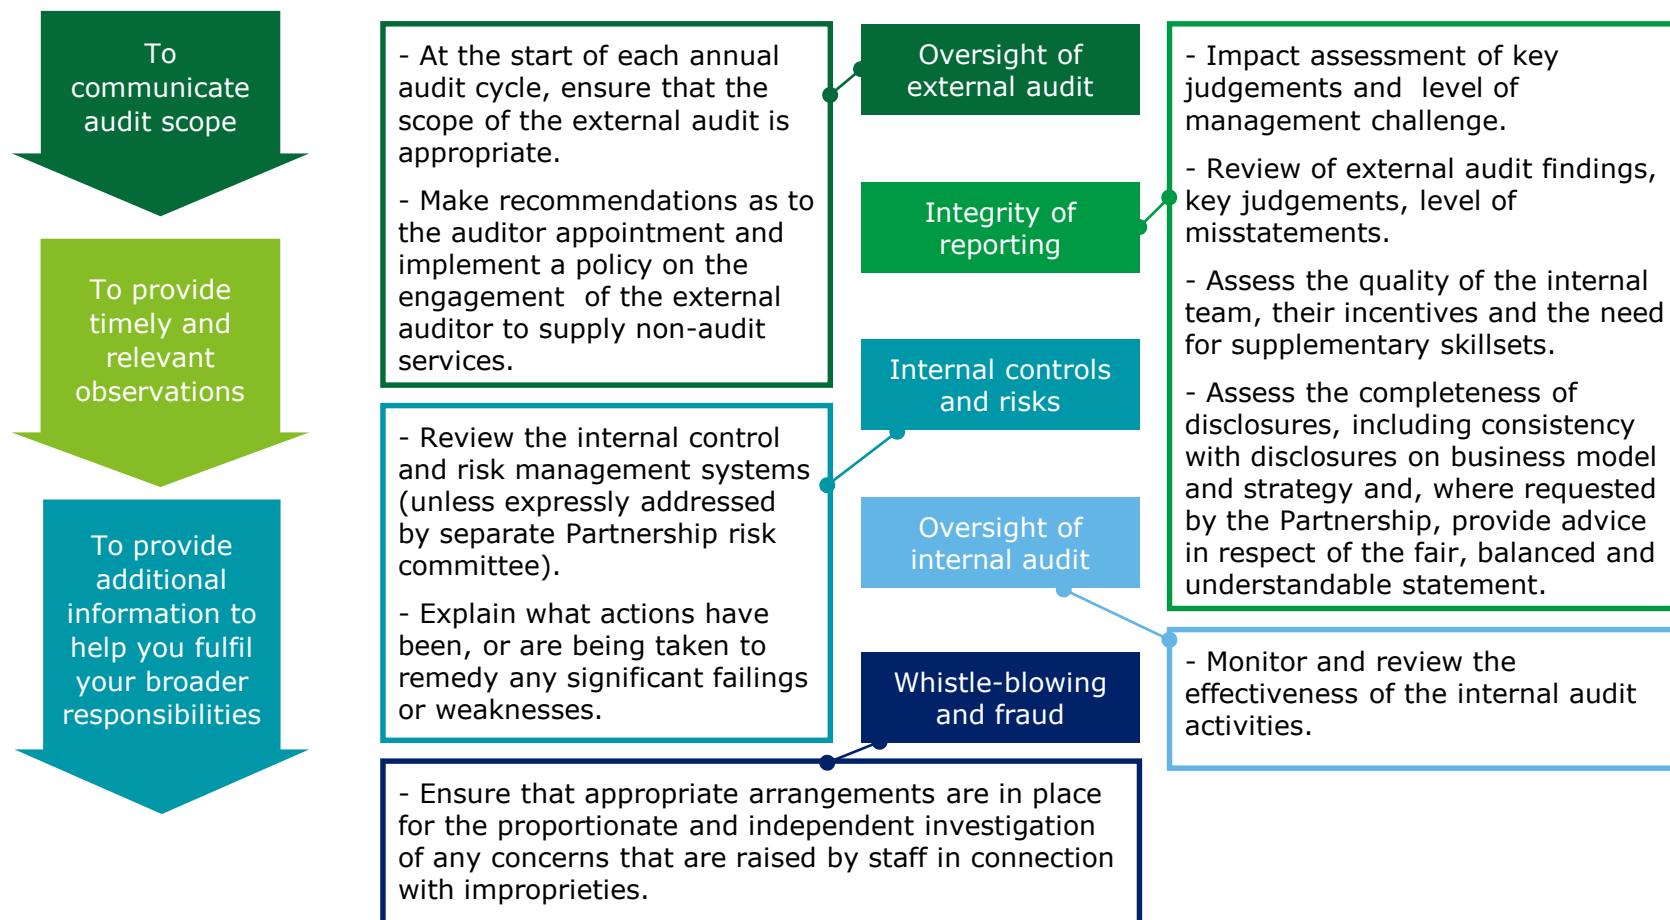 To
communicate
audit scope
To provide
timely and
relevant
observations
To provide
additional
information to
help you fulfil
your broader
responsibilities
- At the start of each annual
audit cycle, ensure that the
scope of the external audit is
appropriate.
- Make recommendations as to
the auditor appointment and
implement a policy on the
engagement  of the external
auditor to supply non-audit
services.
- Review the internal control
and risk management systems
(unless expressly addressed
by separate Partnership risk
committee).
- Explain what actions have
been, or are being taken to
remedy any significant failings
or weaknesses.
- Ensure that appropriate arrangements are in place
for the proportionate and independent investigation
of any concerns that are raised by staff in connection
with improprieties.
Oversight of
external audit
Integrity of
reporting
Internal controls
and risks
Oversight of
internal audit
Whistle-blowing
and fraud
- Impact assessment of key
judgements and  level of
management challenge.
- Review of external audit findings,
key judgements, level of
misstatements.
- Assess the quality of the internal
team, their incentives and the need
for supplementary skillsets.
- Assess the completeness of
disclosures, including consistency
with disclosures on business model
and strategy and, where requested
by the Partnership, provide advice
in respect of the fair, balanced and
understandable statement.
- Monitor and review the
effectiveness of the internal audit
activities.